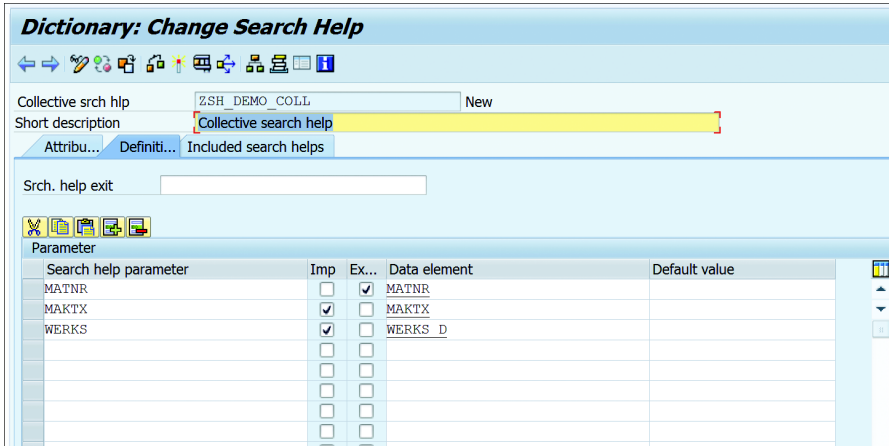 Dictionary: Change Search Help
Collective srch hlp ZSH_DEMO_COLL New
Short description Collective search help
Attribu... Definiti... Included search helps
Srch. help exit
Parameter
Search help parameter Imp Ex... Data element Default value
MATNR MATNR
MAKTX MAKTX
WERKS WERKS_D